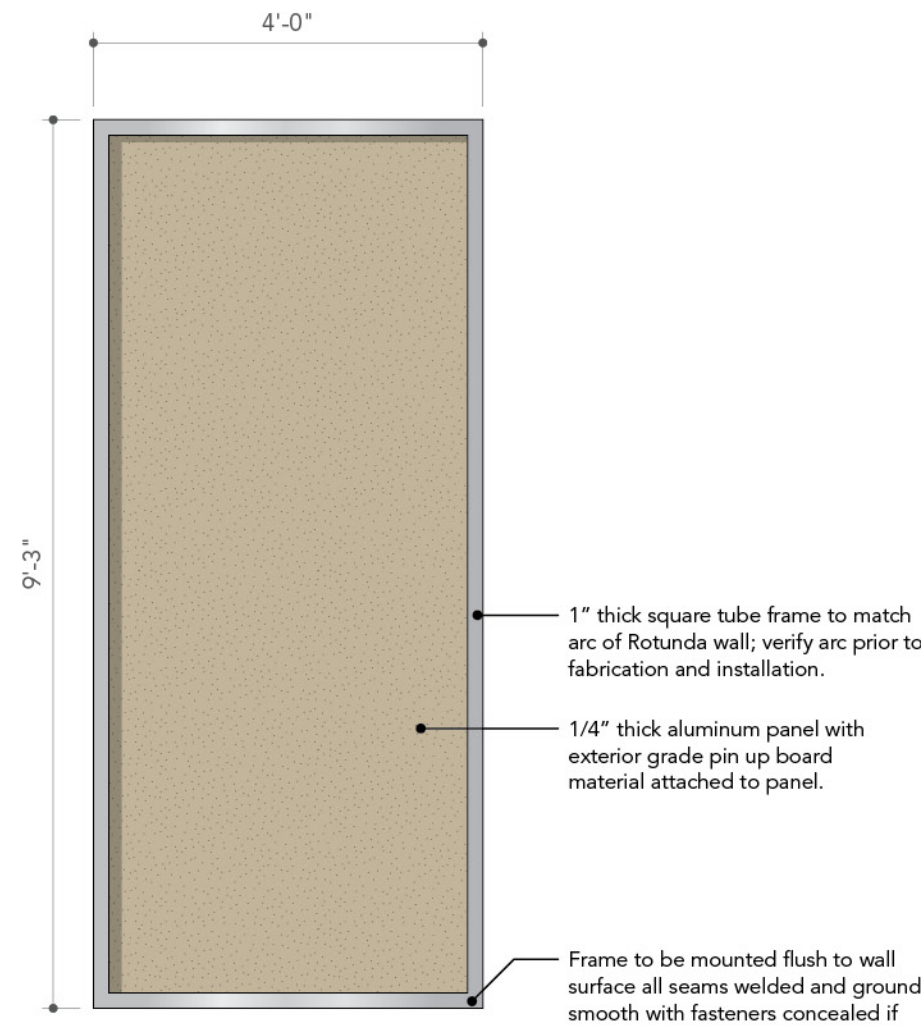 4'-0"
9'-3"
1” thick square tube frame to match
arc of Rotunda wall; verify arc prior to
fabrication and installation.
1/4” thick aluminum panel with
exterior grade pin up board
material attached to panel.
Frame to be mounted flush to wall
surface all seams welded and ground
smooth with fasteners concealed if